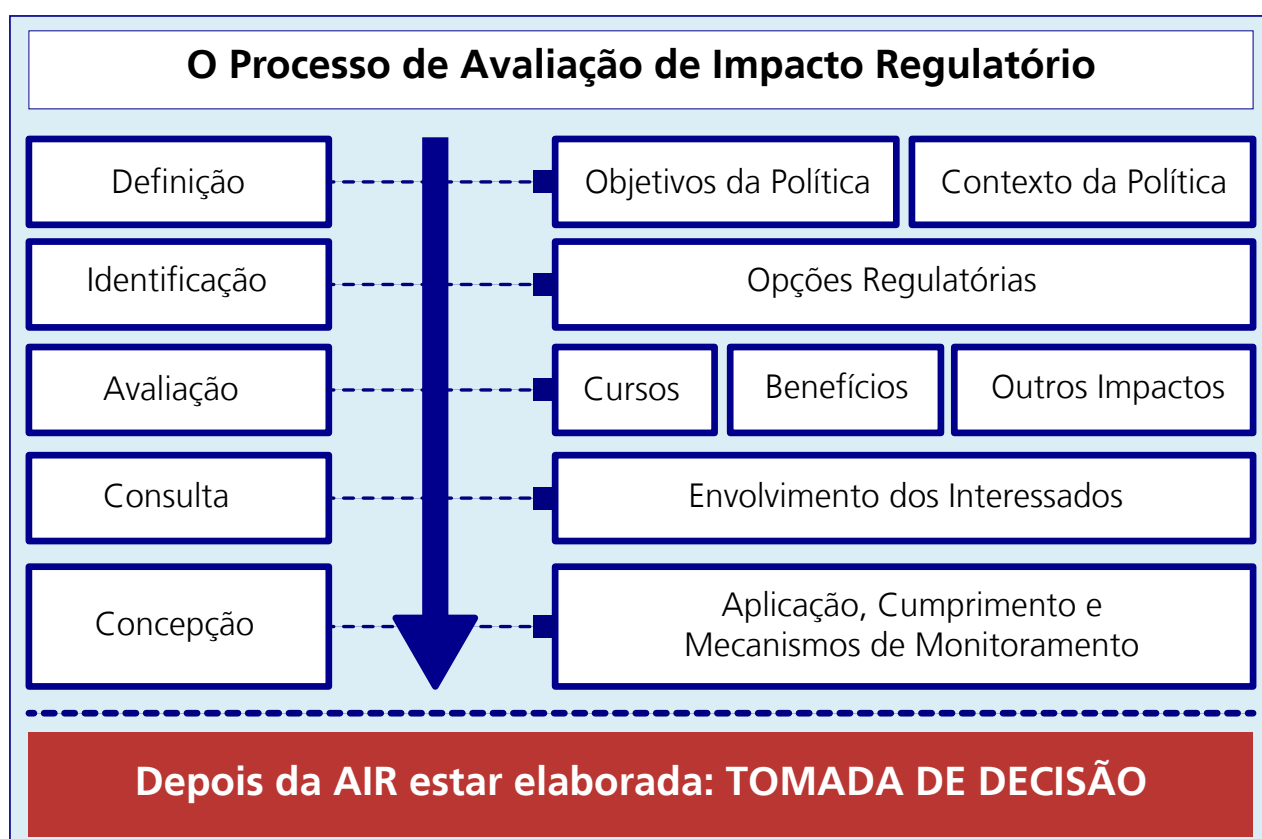 O Processo de Avaliação de Impacto Regulatório
Definição
Objetivos da Política
Contexto da Política
Identificação
Opções Regulatórias
Avaliação
Cursos
Benefícios
Outros Impactos
Consulta
Envolvimento dos Interessados
Concepção
Aplicação, Cumprimento e
Mecanismos de Monitoramento
Depois da AIR estar elaborada: TOMADA DE DECISÃO